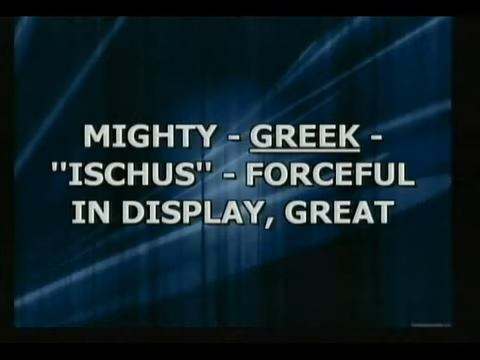 MIGHTY - GREEK -
"ISCHUS" - FORCEFUL
IN DISPLAY, GREAT